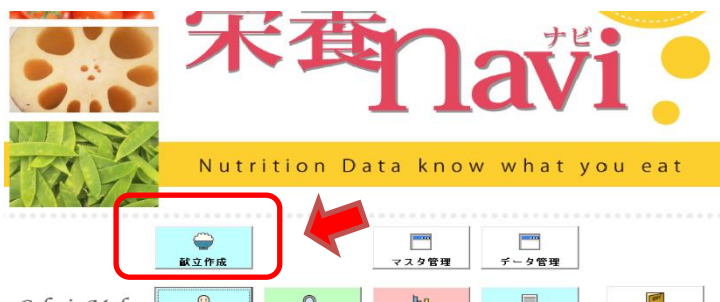 栄養navi
ナビ
Nutrition Data know what you eat
献立作成
マスタ管理
データ管理